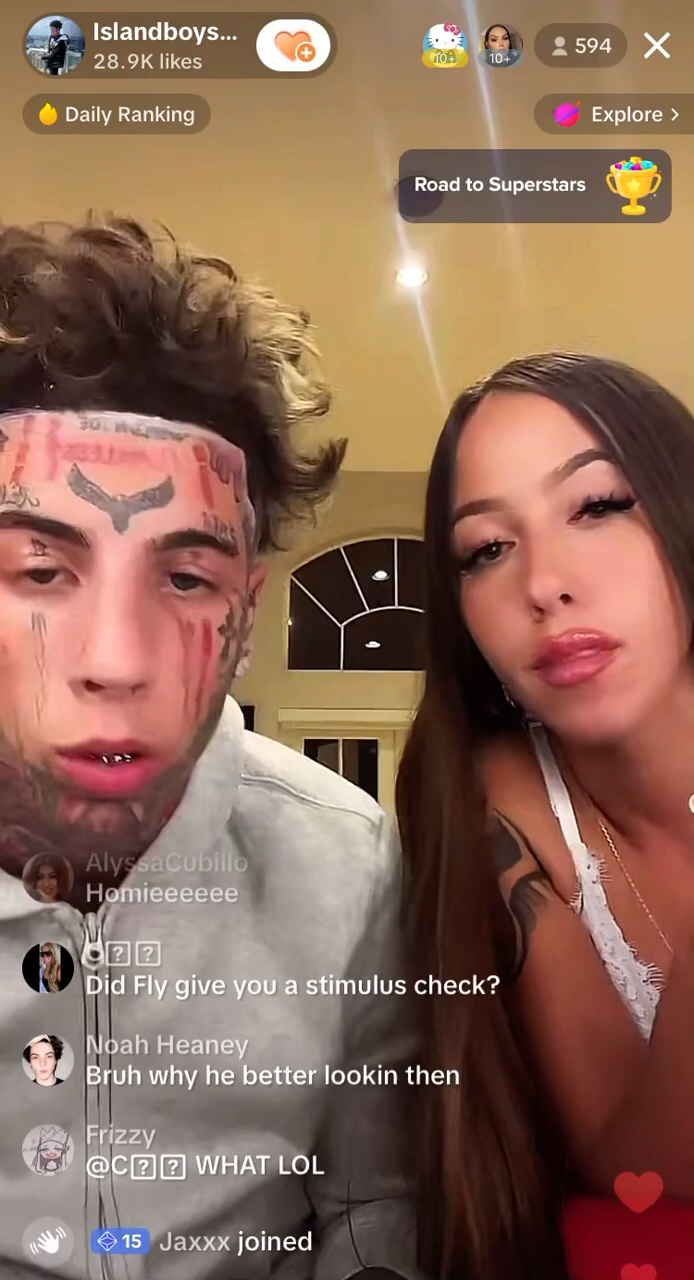 Islandboys...
28.9K likes
10+
10+
594
Daily Ranking
Explore >
Road to Superstars
AlyssaCubillo
Homieeeeee
Did Fly give you a stimulus check?
Noah Heaney
Bruh why he better lookin then
Frizzy
@C⍰⍰ WHAT LOL
15 Jaxxx joined